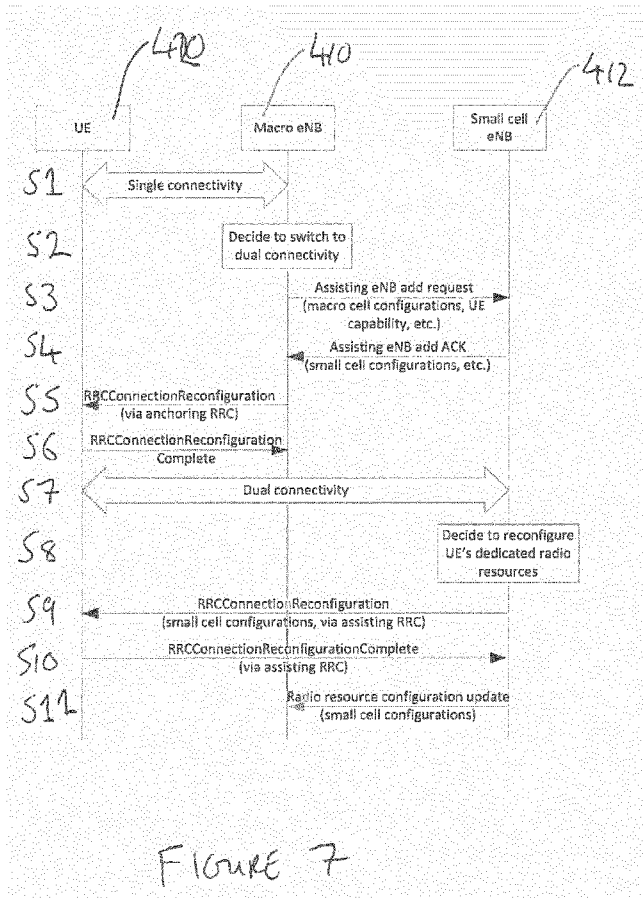 420
410
412
UE
Macro eNB
Small cell
eNB
S1
Single connectivity
S2
Decide to switch to
dual connectivity
S3
Assisting eNB add request
(macro cell configurations, UE
capability, etc.)
S4
Assisting eNB add ACK
(small cell configurations, etc.)
S5
RRCConnectionReconfiguration
(via anchoring RRC)
S6
RRCConnectionReconfiguration
Complete
S7
Dual connectivity
S8
Decide to reconfigure
UE's dedicated radio
resources
S9
RRCConnectionReconfiguration
(small cell configurations, via assisting RRC)
S10
RRCConnectionReconfigurationComplete
(via assisting RRC)
S11
Radio resource configuration update
(small cell configurations)
FIGURE 7